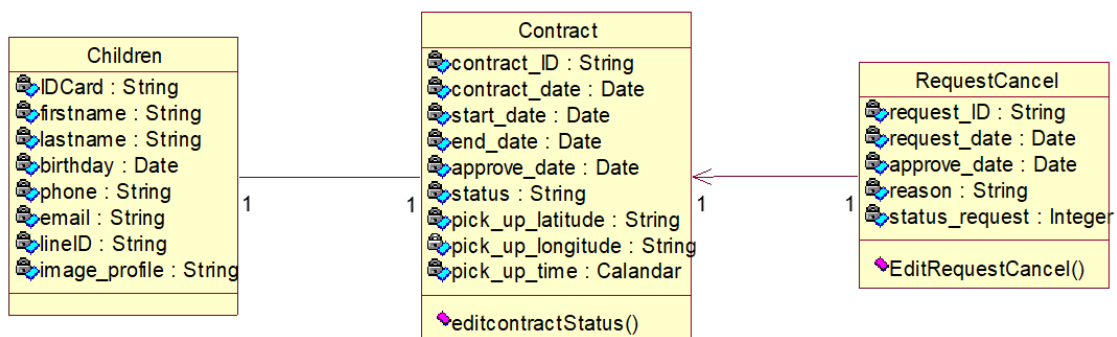 Children
IDCard : String
firstname : String
lastname : String
birthday : Date
phone : String
email : String
lineID : String
image_profile : String
1
1
Contract
contract_ID : String
contract_date : Date
start_date : Date
end_date : Date
approve_date : Date
status : String
pick_up_latitude : String
pick_up_longitude : String
pick_up_time : Calandar
editcontractStatus()
1
1
RequestCancel
request_ID : String
request_date : Date
approve_date : Date
reason : String
status_request : Integer
EditRequestCancel()